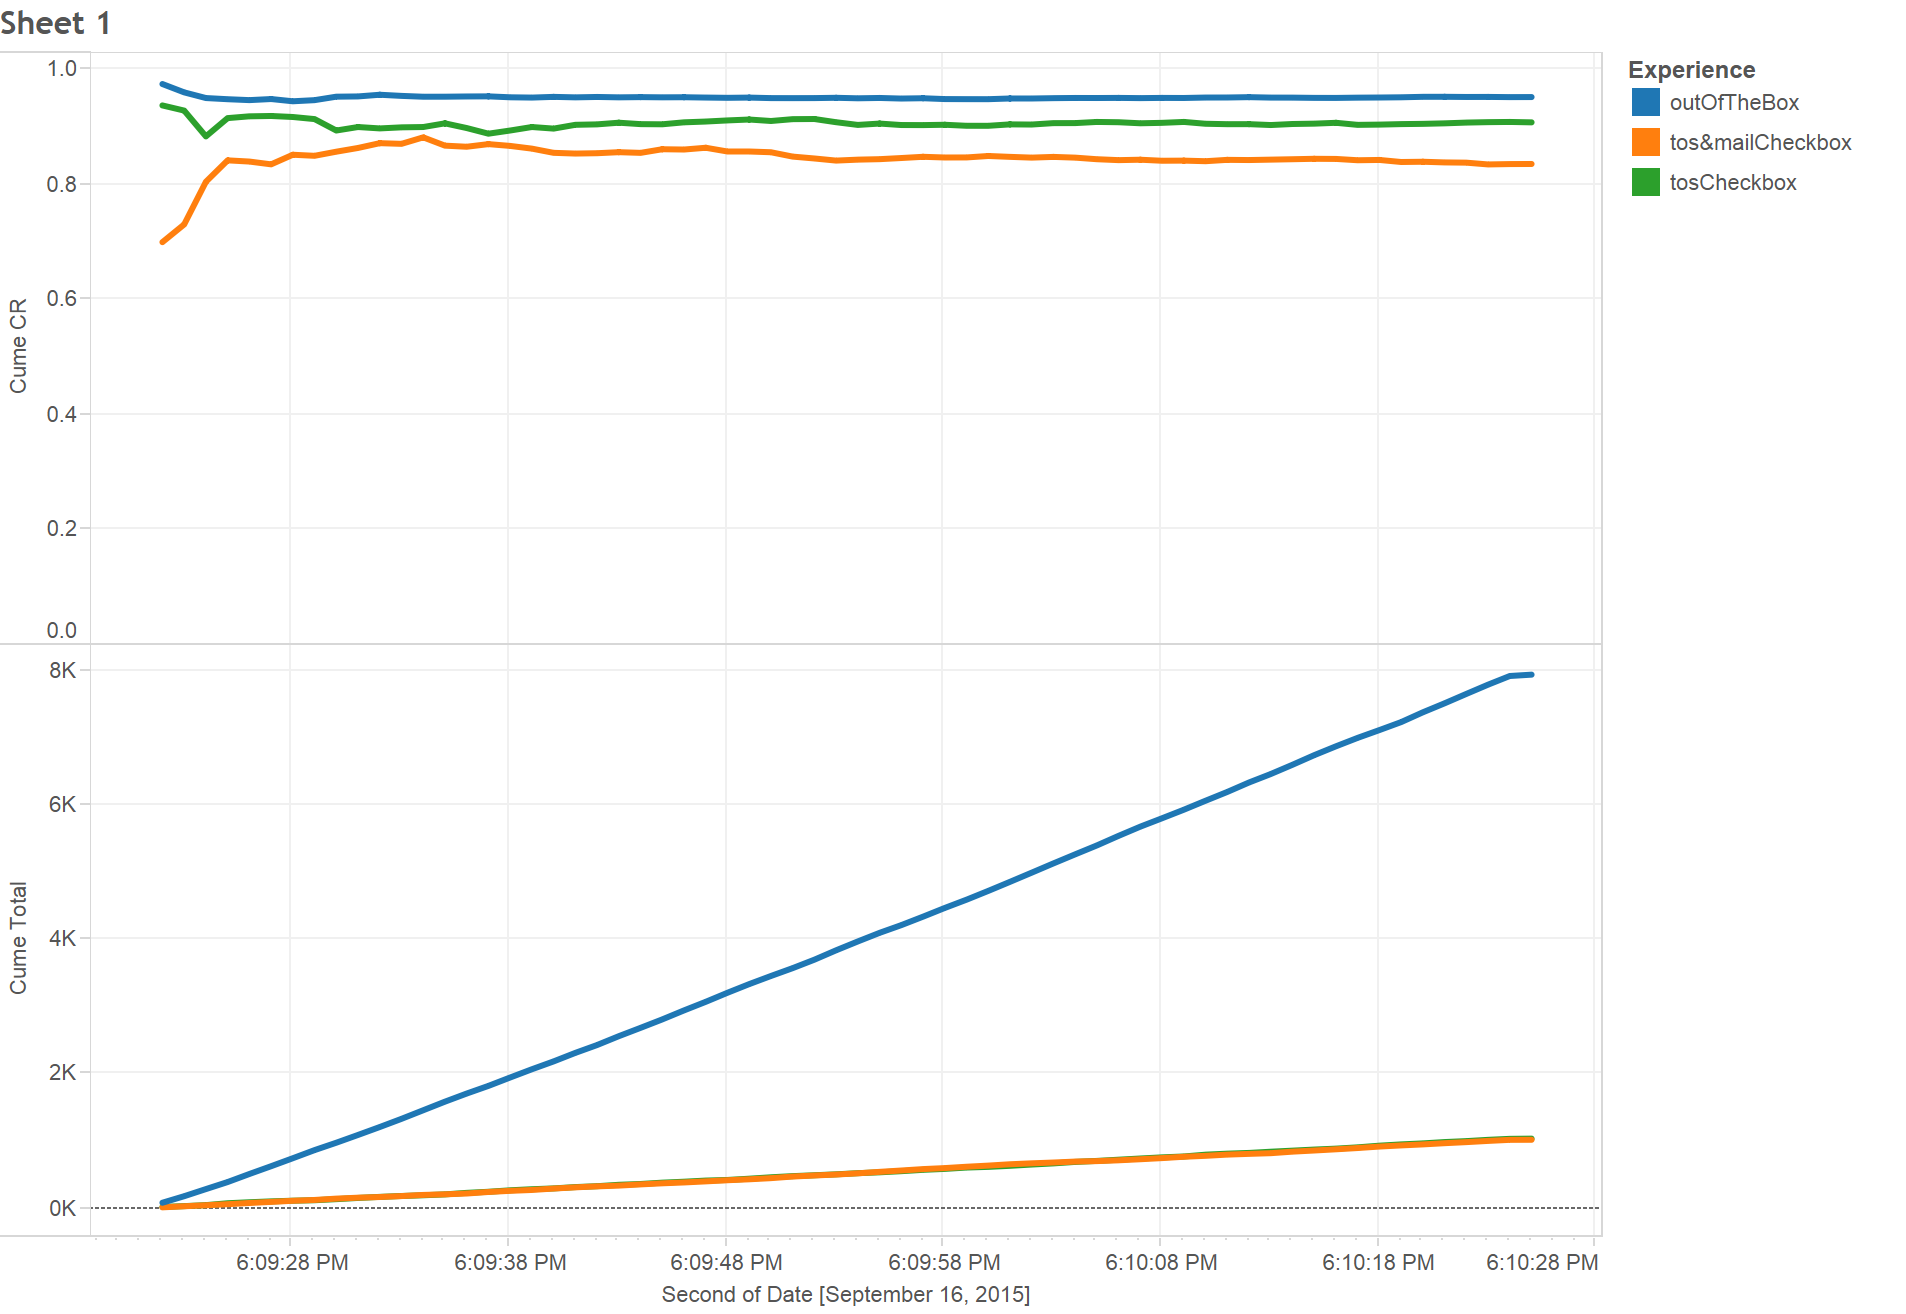 Sheet 1
Experience
outOfTheBox
tos&mailCheckbox
tosCheckbox
Cume CR
1.0
0.8
0.6
0.4
0.2
0.0
Cume Total
8K
6K
4K
2K
0K
6:09:28 PM 6:09:38 PM 6:09:48 PM 6:09:58 PM 6:10:08 PM 6:10:18 PM 6:10:28 PM
Second of Date [September 16, 2015]